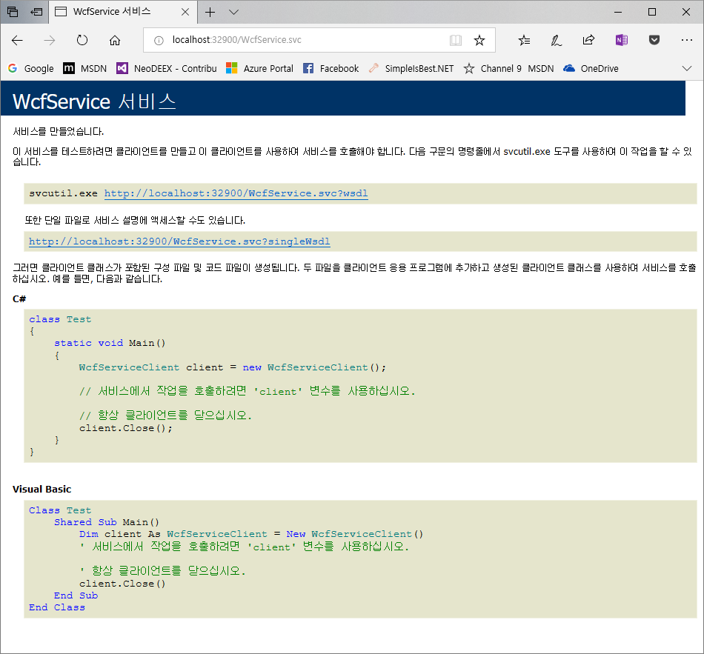 WcfService 서비스
localhost:32900/WcfService.svc
Google MSDN NeoDEEX - Contribu Azure Portal Facebook SimpleIsBest.NET Channel 9 MSDN OneDrive
WcfService 서비스
서비스를 만들었습니다.
이 서비스를 테스트하려면 클라이언트를 만들고 이 클라이언트를 사용하여 서비스를 호출해야 합니다. 다음 구문의 명령줄에서 svcutil.exe 도구를 사용하여 이 작업을 할 수 있
습니다.
svcutil.exe http://localhost:32900/WcfService.svc?wsdl
또한 단일 파일로 서비스 설명에 액세스할 수도 있습니다.
http://localhost:32900/WcfService.svc?singleWsdl
그러면 클라이언트 클래스가 포함된 구성 파일 및 코드 파일이 생성됩니다. 두 파일을 클라이언트 응용 프로그램에 추가하고 생성된 클라이언트 클래스를 사용하여 서비스를 호출
하십시오. 예를 들면, 다음과 같습니다.
C#
class Test
{
static void Main()
{
WcfServiceClient client = new WcfServiceClient();
// 서비스에서 작업을 호출하려면 'client' 변수를 사용하십시오.
// 항상 클라이언트를 닫으십시오.
client.Close();
}
}
Visual Basic
Class Test
Shared Sub Main()
Dim client As WcfServiceClient = New WcfServiceClient()
' 서비스에서 작업을 호출하려면 'client' 변수를 사용하십시오.
' 항상 클라이언트를 닫으십시오.
client.Close()
End Sub
End Class